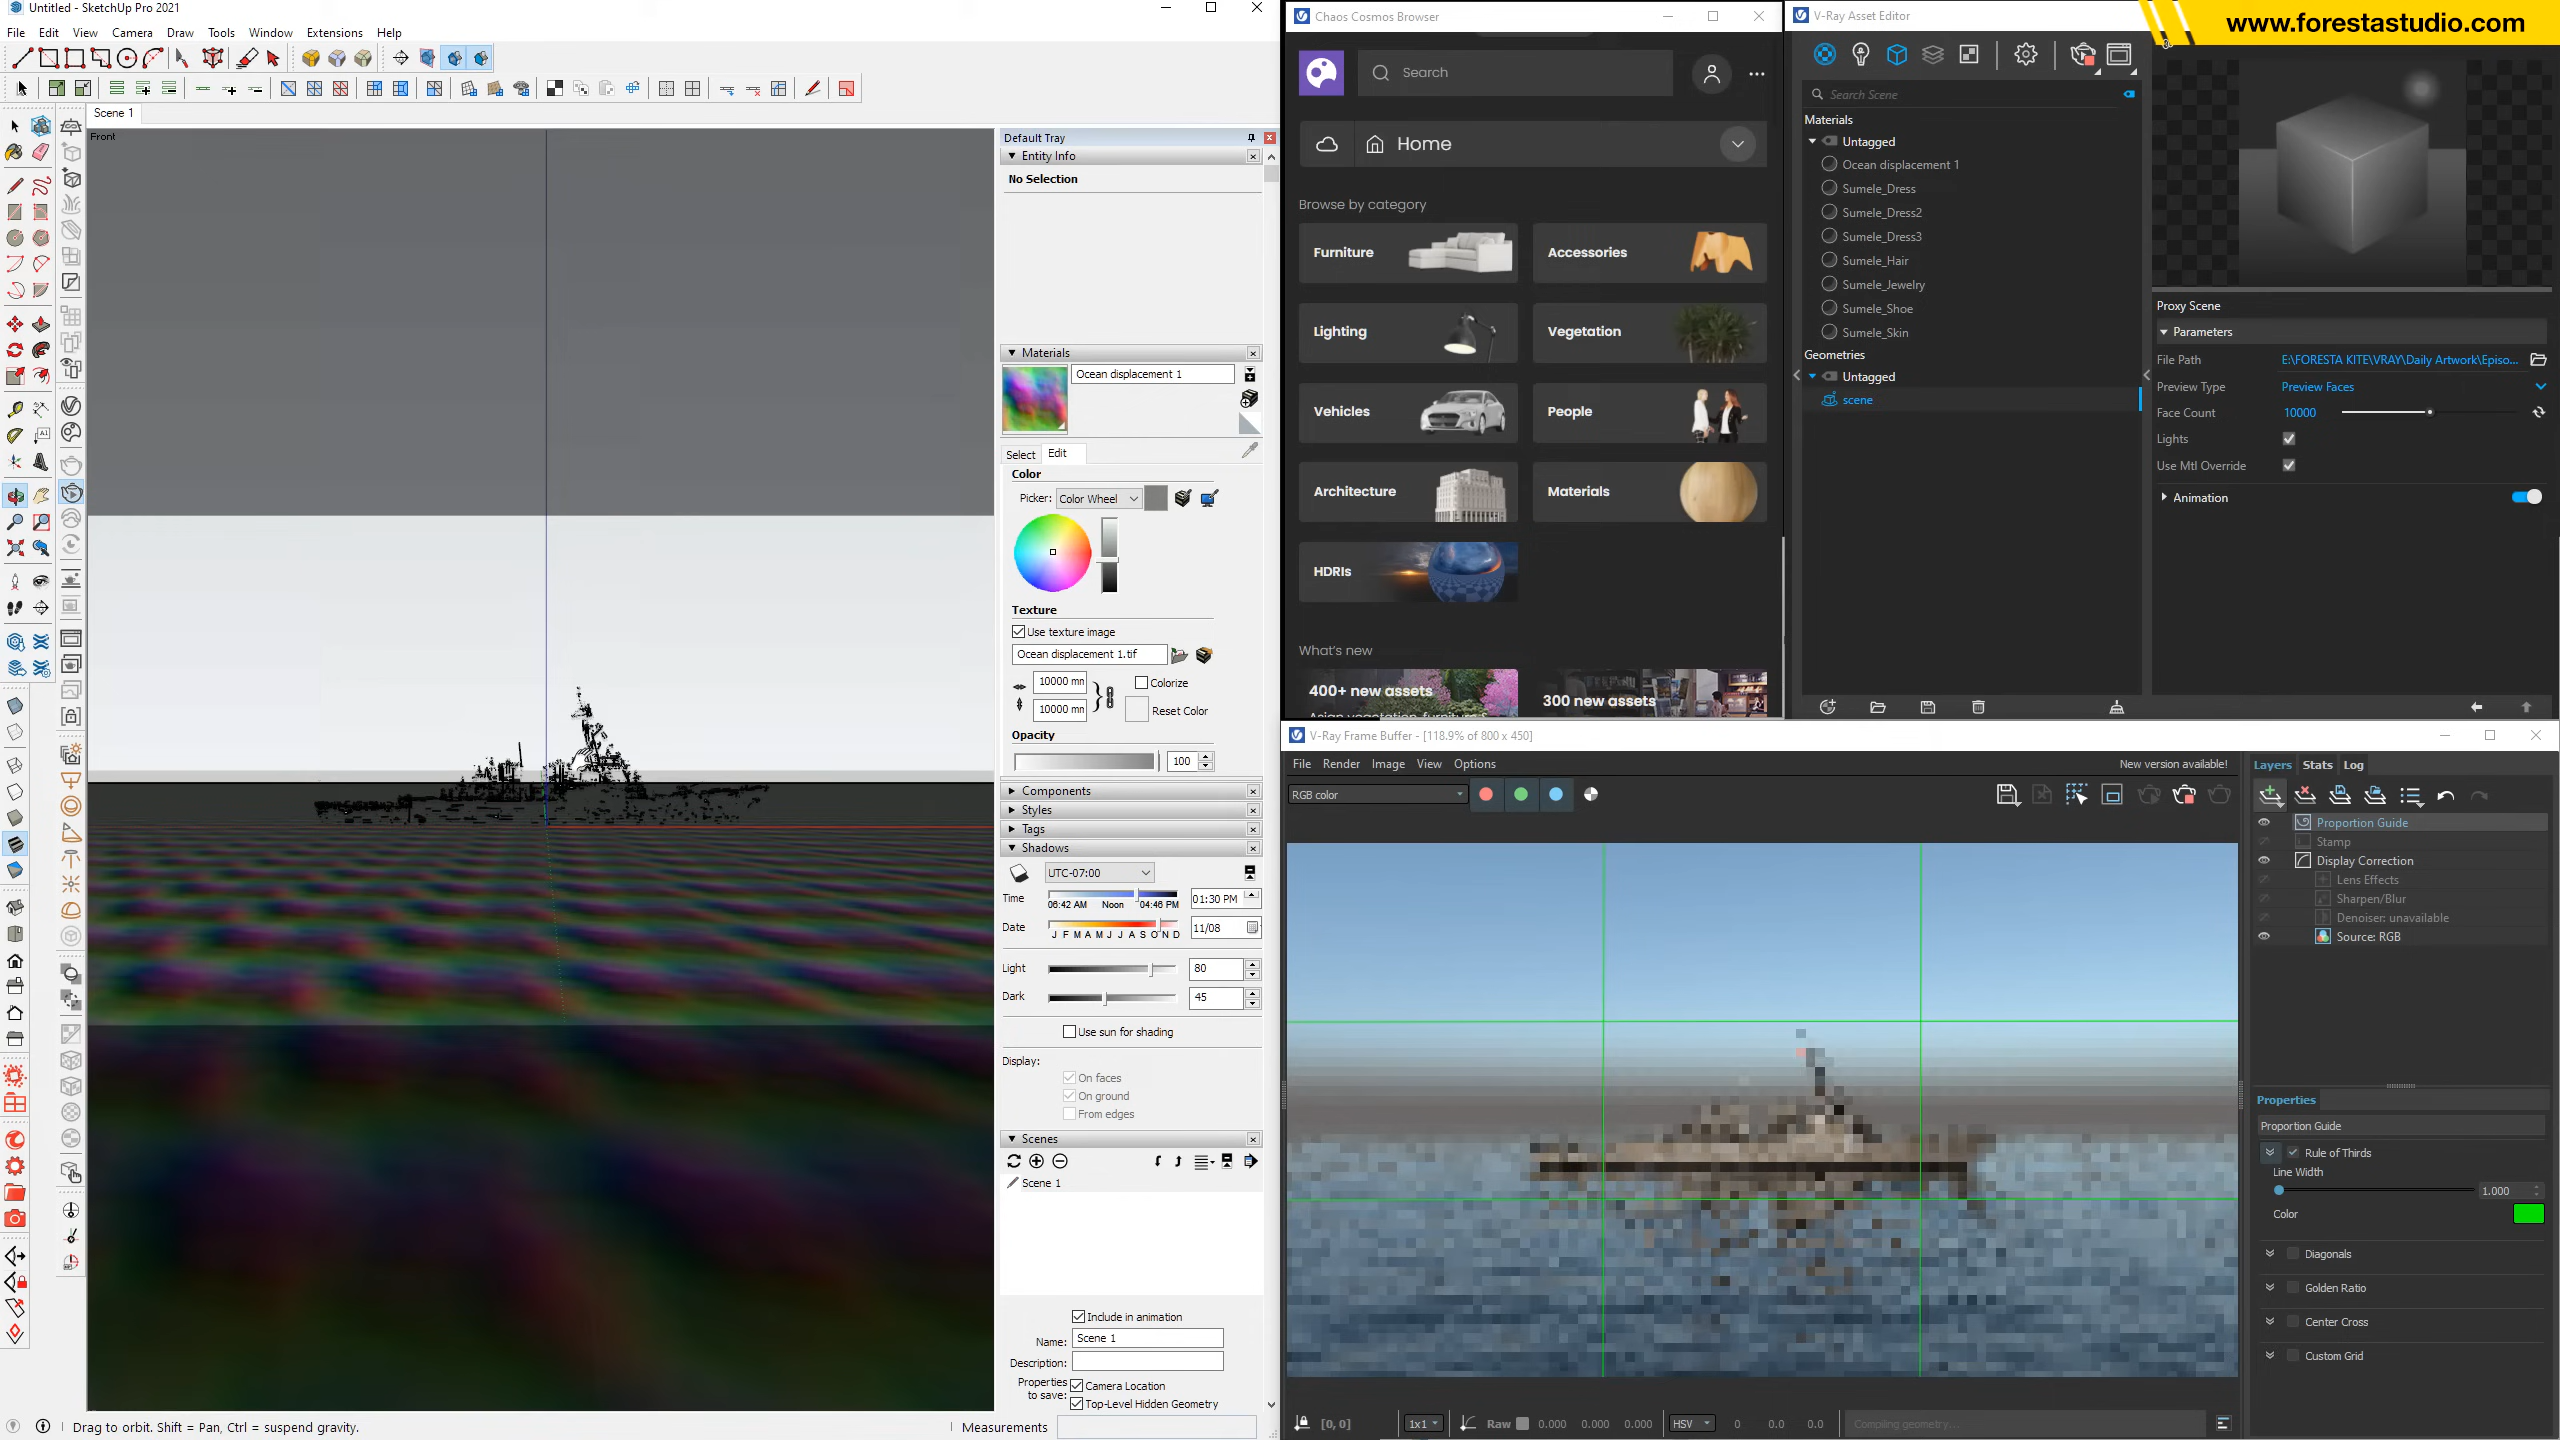 Untitled - SketchUp Pro 2021
File Edit View Camera Draw Tools Window Extensions Help
Scene 1
Front
Default Tray
Entity Info
No Selection
Materials
Ocean displacement 1
Select Edit
Color
Picker: Color Wheel
Texture
Use texture image
Ocean displacement 1.tif
10000 mn
Colorize
10000 mn
Reset Color
Opacity
100
Components
Styles
Tags
Shadows
UTC-07:00
Time
06:42 AM Noon 04:46 PM
01:30 PM
Date
J F M A M J J A S O N D
11/08
Light 80
Dark 45
Use sun for shading
Display:
On faces
On ground
From edges
Scenes
Scene 1
Include in animation
Name: Scene 1
Description:
Properties to save:
Camera Location
Top-Level Hidden Geometry
Drag to orbit. Shift = Pan, Ctrl = suspend gravity.
Measurements
Chaos Cosmos Browser
Search
Home
Browse by category
Furniture
Accessories
Lighting
Vegetation
Vehicles
People
Architecture
Materials
HDRIs
What's new
400+ new assets
300 new assets
V-Ray Asset Editor
www.forestastudio.com
Search Scene
Materials
Untagged
Ocean displacement 1
Sumele_Dress
Sumele_Dress2
Sumele_Dress3
Sumele_Hair
Sumele_Jewelry
Sumele_Shoe
Sumele_Skin
Geometries
Untagged
scene
Proxy Scene
Parameters
File Path E:\FORESTA KITE\VRAY\Daily Artwork\Episo...
Preview Type Preview Faces
Face Count 10000
Lights
Use Mtl Override
Animation
V-Ray Frame Buffer - [118.9% of 800 x 450]
File Render Image View Options
New version available!
RGB color
Layers Stats Log
Proportion Guide
Stamp
Display Correction
Lens Effects
Sharpen/Blur
Denoiser: unavailable
Source: RGB
Properties
Proportion Guide
Rule of Thirds
Line Width
1.000
Color
Diagonals
Golden Ratio
Center Cross
Custom Grid
[0, 0]
1x1
Raw 0.000 0.000 0.000
HSV 0 0.0 0.0
Compiling geometry...